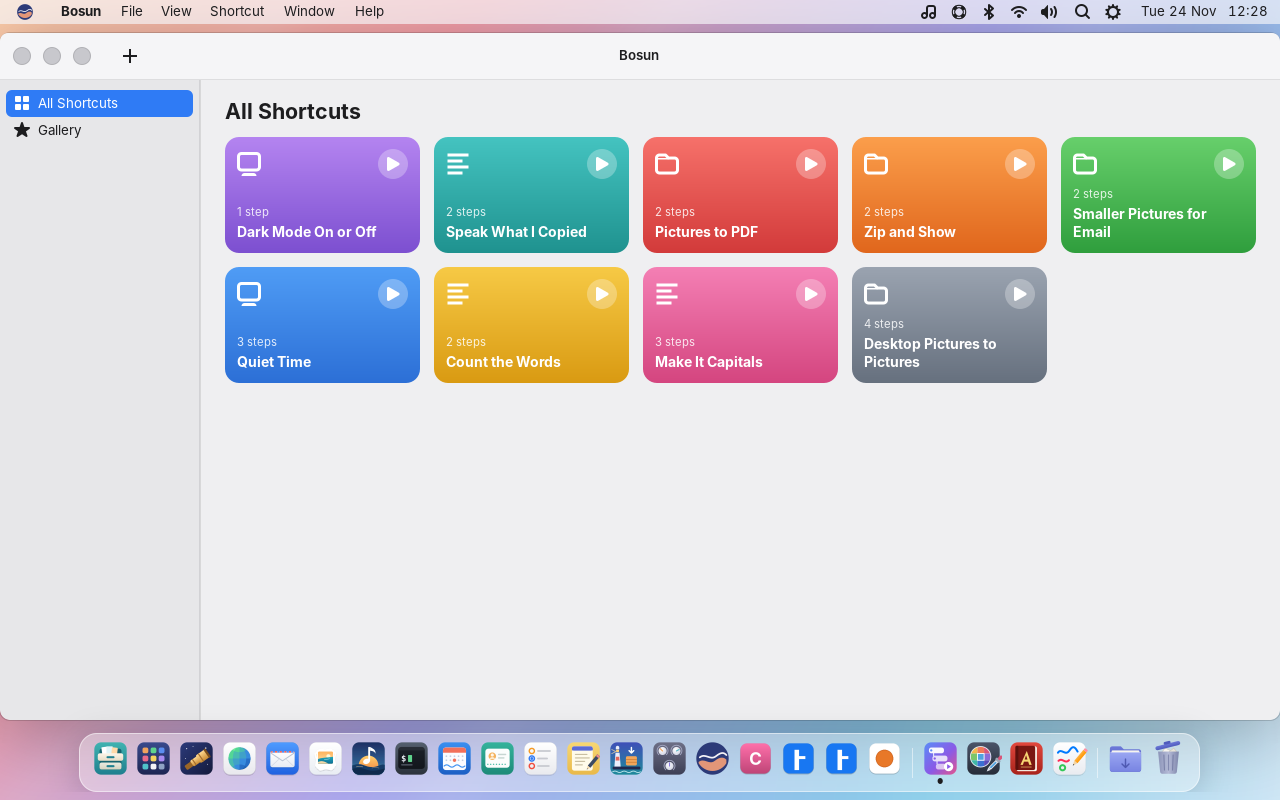 Bosun File View Shortcut Window Help Tue 24 Nov 12:28
Bosun
All Shortcuts
Gallery
All Shortcuts
1 step
Dark Mode On or Off
2 steps
Speak What I Copied
2 steps
Pictures to PDF
2 steps
Zip and Show
2 steps
Smaller Pictures for
Email
3 steps
Quiet Time
2 steps
Count the Words
3 steps
Make It Capitals
4 steps
Desktop Pictures to
Pictures
$
C
A